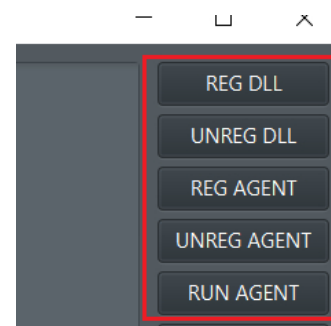 REG DLL
UNREG DLL
REG AGENT
UNREG AGENT
RUN AGENT